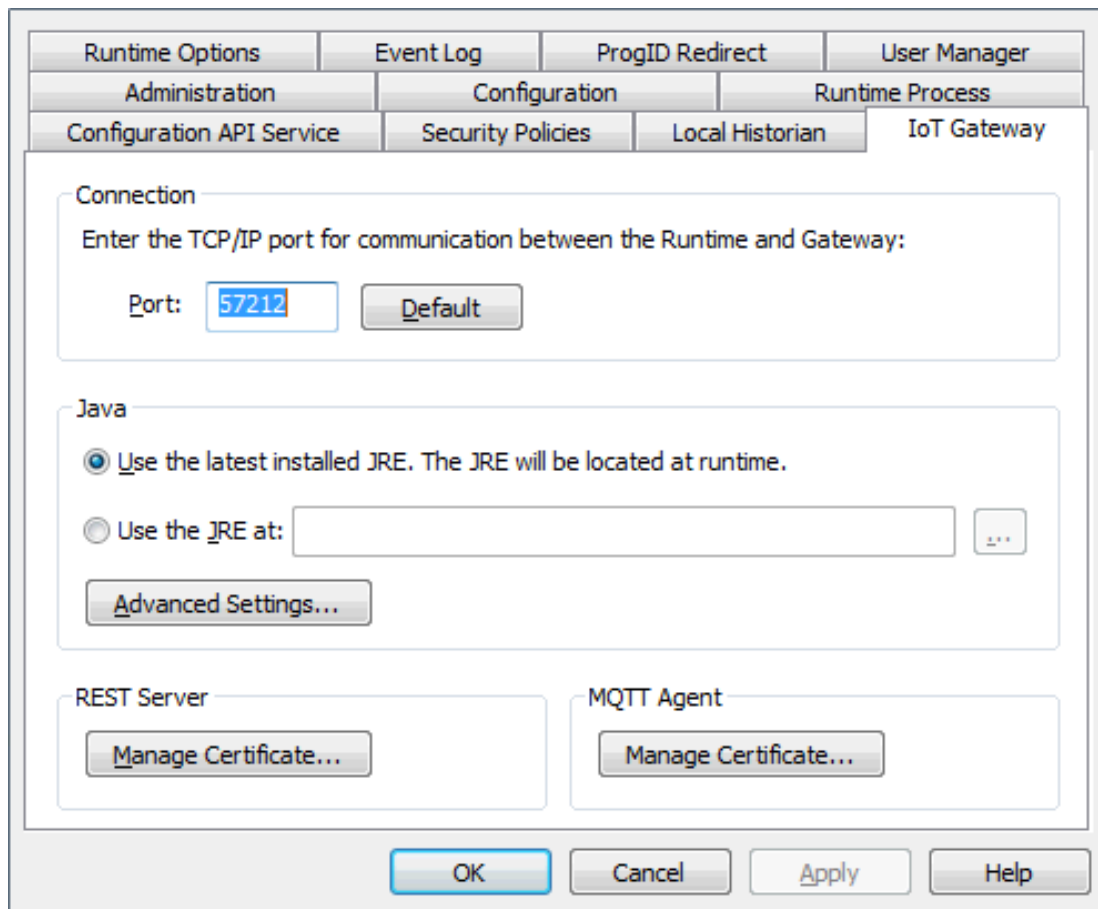 Runtime Options Event Log ProgID Redirect User Manager
Administration Configuration Runtime Process
Configuration API Service Security Policies Local Historian IoT Gateway
Connection
Enter the TCP/IP port for communication between the Runtime and Gateway:
Port: 57212 Default
Java
Use the latest installed JRE. The JRE will be located at runtime.
Use the JRE at: ...
Advanced Settings...
REST Server MQTT Agent
Manage Certificate... Manage Certificate...
OK Cancel Apply Help